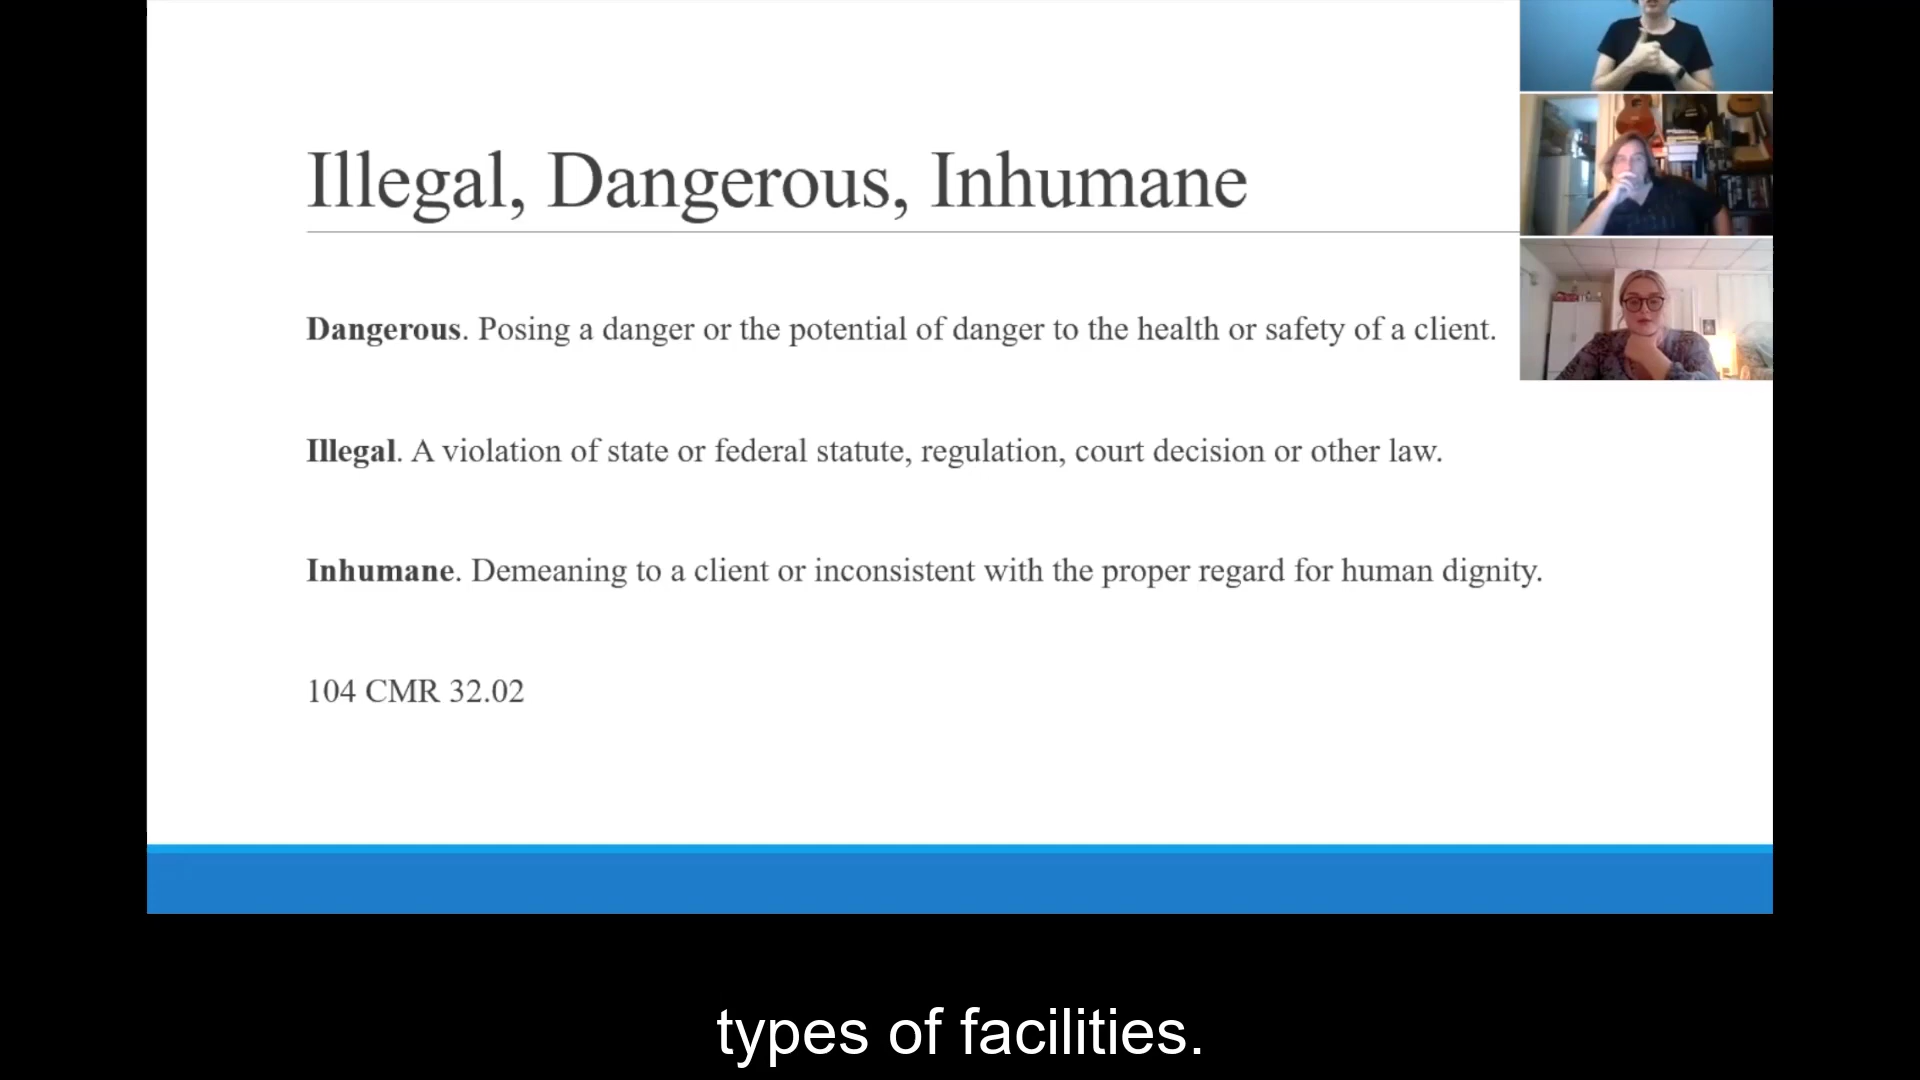 Illegal, Dangerous, Inhumane
Dangerous. Posing a danger or the potential of danger to the health or safety of a client.
Illegal. A violation of state or federal statute, regulation, court decision or other law.
Inhumane. Demeaning to a client or inconsistent with the proper regard for human dignity.
104 CMR 32.02
types of facilities.